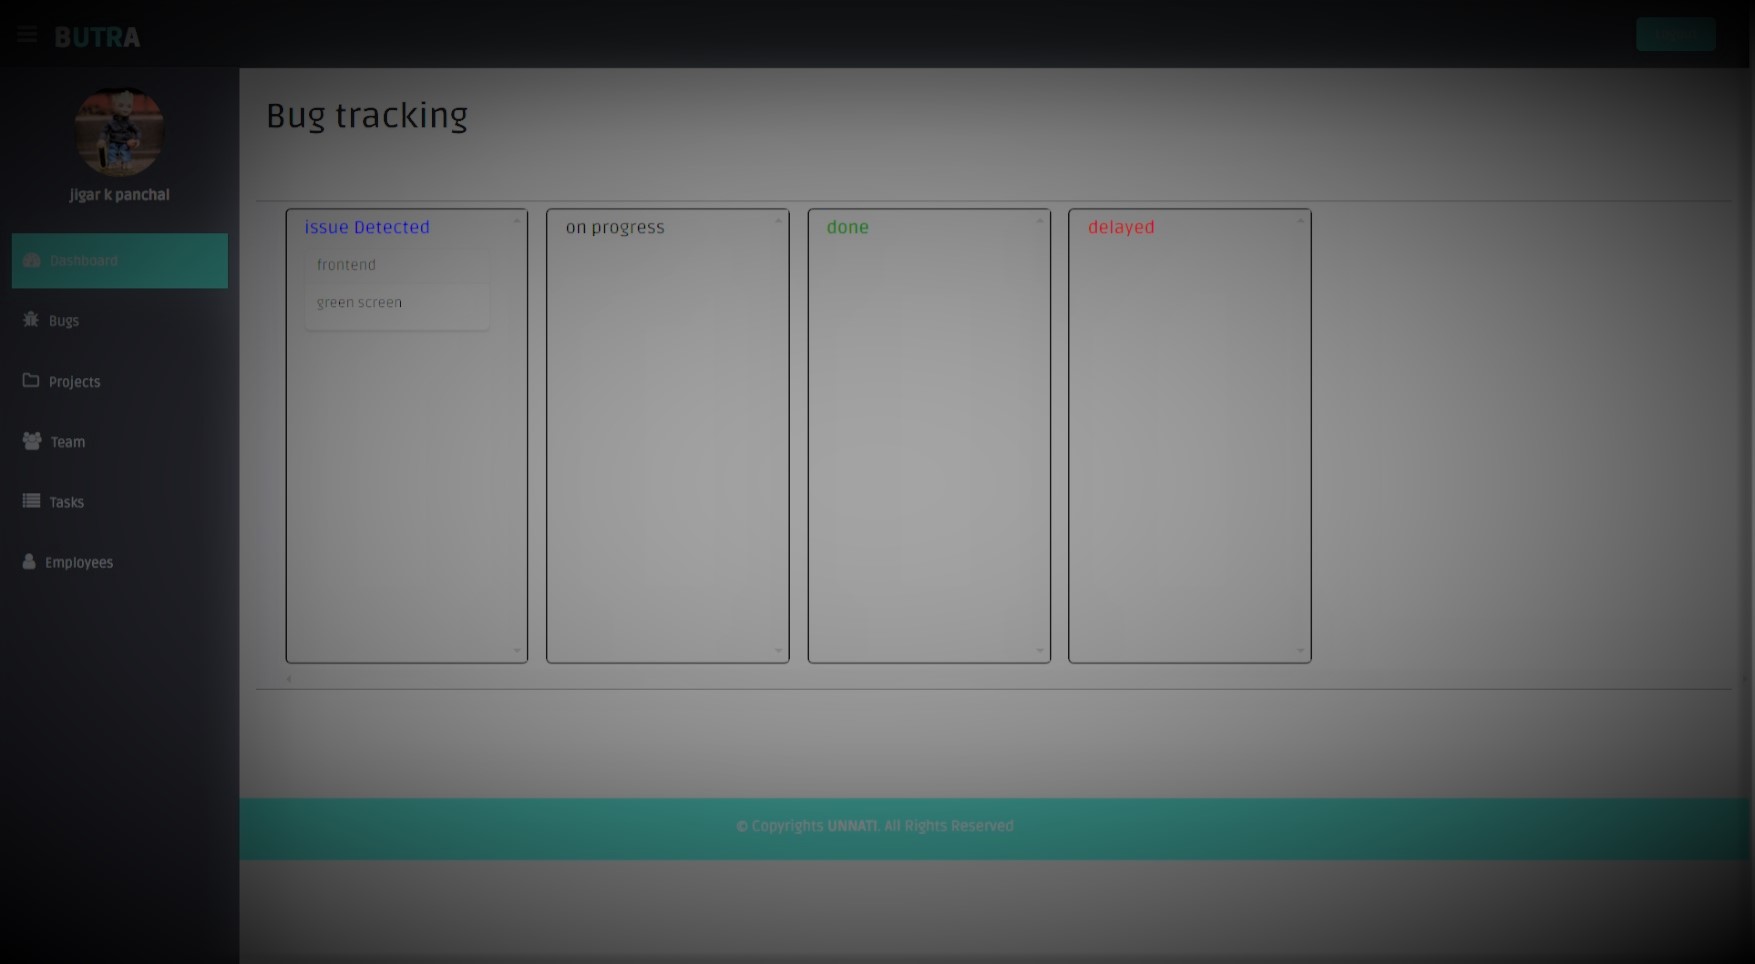 BUTRA
jigar k panchal
Dashboard
Bugs
Projects
Team
Tasks
Employees
Bug tracking
issue Detected
frontend
green screen
on progress
done
delayed
© Copyrights UNNATI. All Rights Reserved